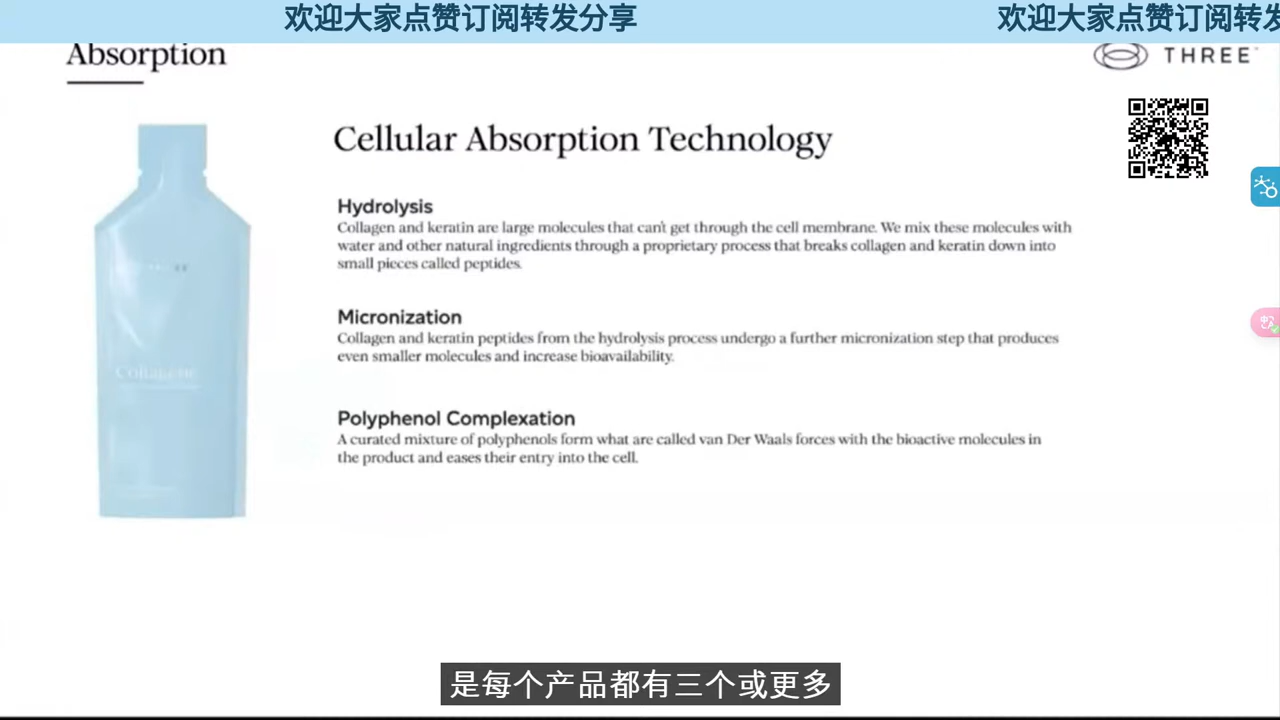 欢迎大家点赞订阅转发分享
欢迎大家点赞订阅转发
Absorption
THREE
Cellular Absorption Technology
Hydrolysis
Collagen and keratin are large molecules that can't get through the cell membrane. We mix these molecules with
water and other natural ingredients through a proprietary process that breaks collagen and keratin down into
small pieces called peptides.
Micronization
Collagen and keratin peptides from the hydrolysis process undergo a further micronization step that produces
even smaller molecules and increase bioavailability.
Polyphenol Complexation
A curated mixture of polyphenols form what are called van Der Waals forces with the bioactive molecules in
the product and eases their entry into the cell.
Collagene
是每个产品都有三个或更多